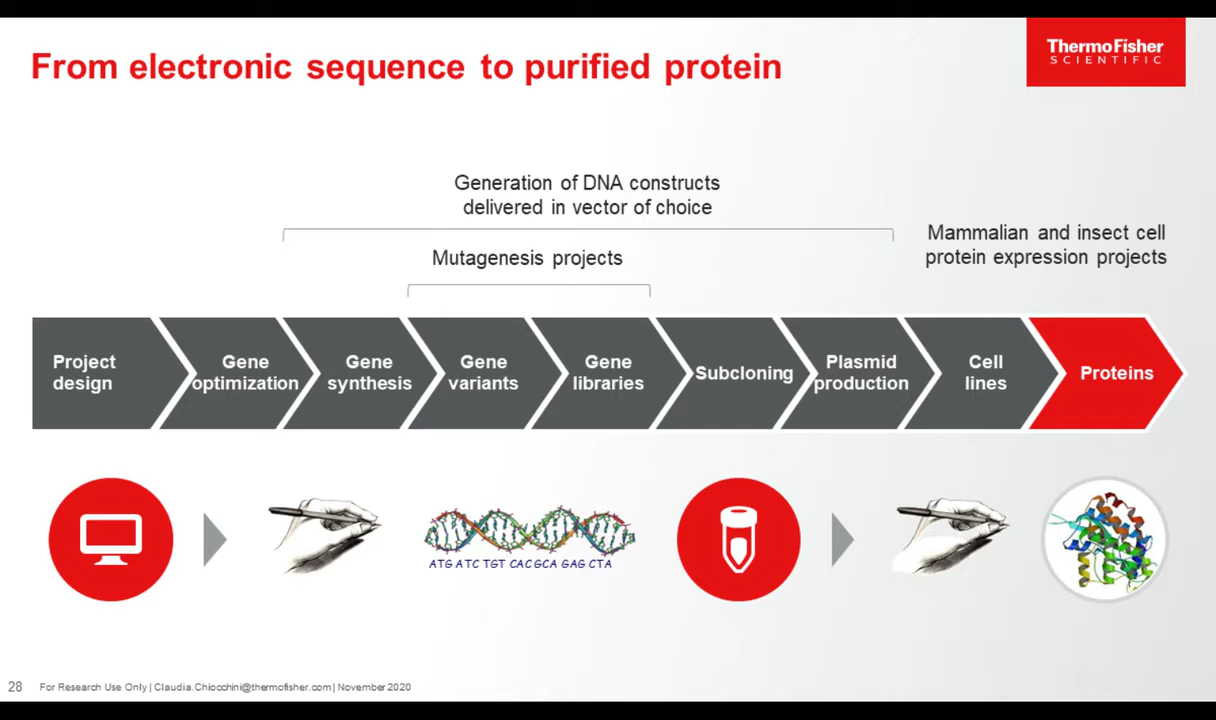 From electronic sequence to purified protein
ThermoFisher
SCIENTIFIC
Generation of DNA constructs
delivered in vector of choice
Mammalian and insect cell
protein expression projects
Mutagenesis projects
Project
design
Gene
optimization
Gene
synthesis
Gene
variants
Gene
libraries
Subcloning
Plasmid
production
Cell
lines
Proteins
ATG ATC TGT CAC GCA GAG CTA
28 For Research Use Only | Claudia.Chiocchini@thermofisher.com | November 2020